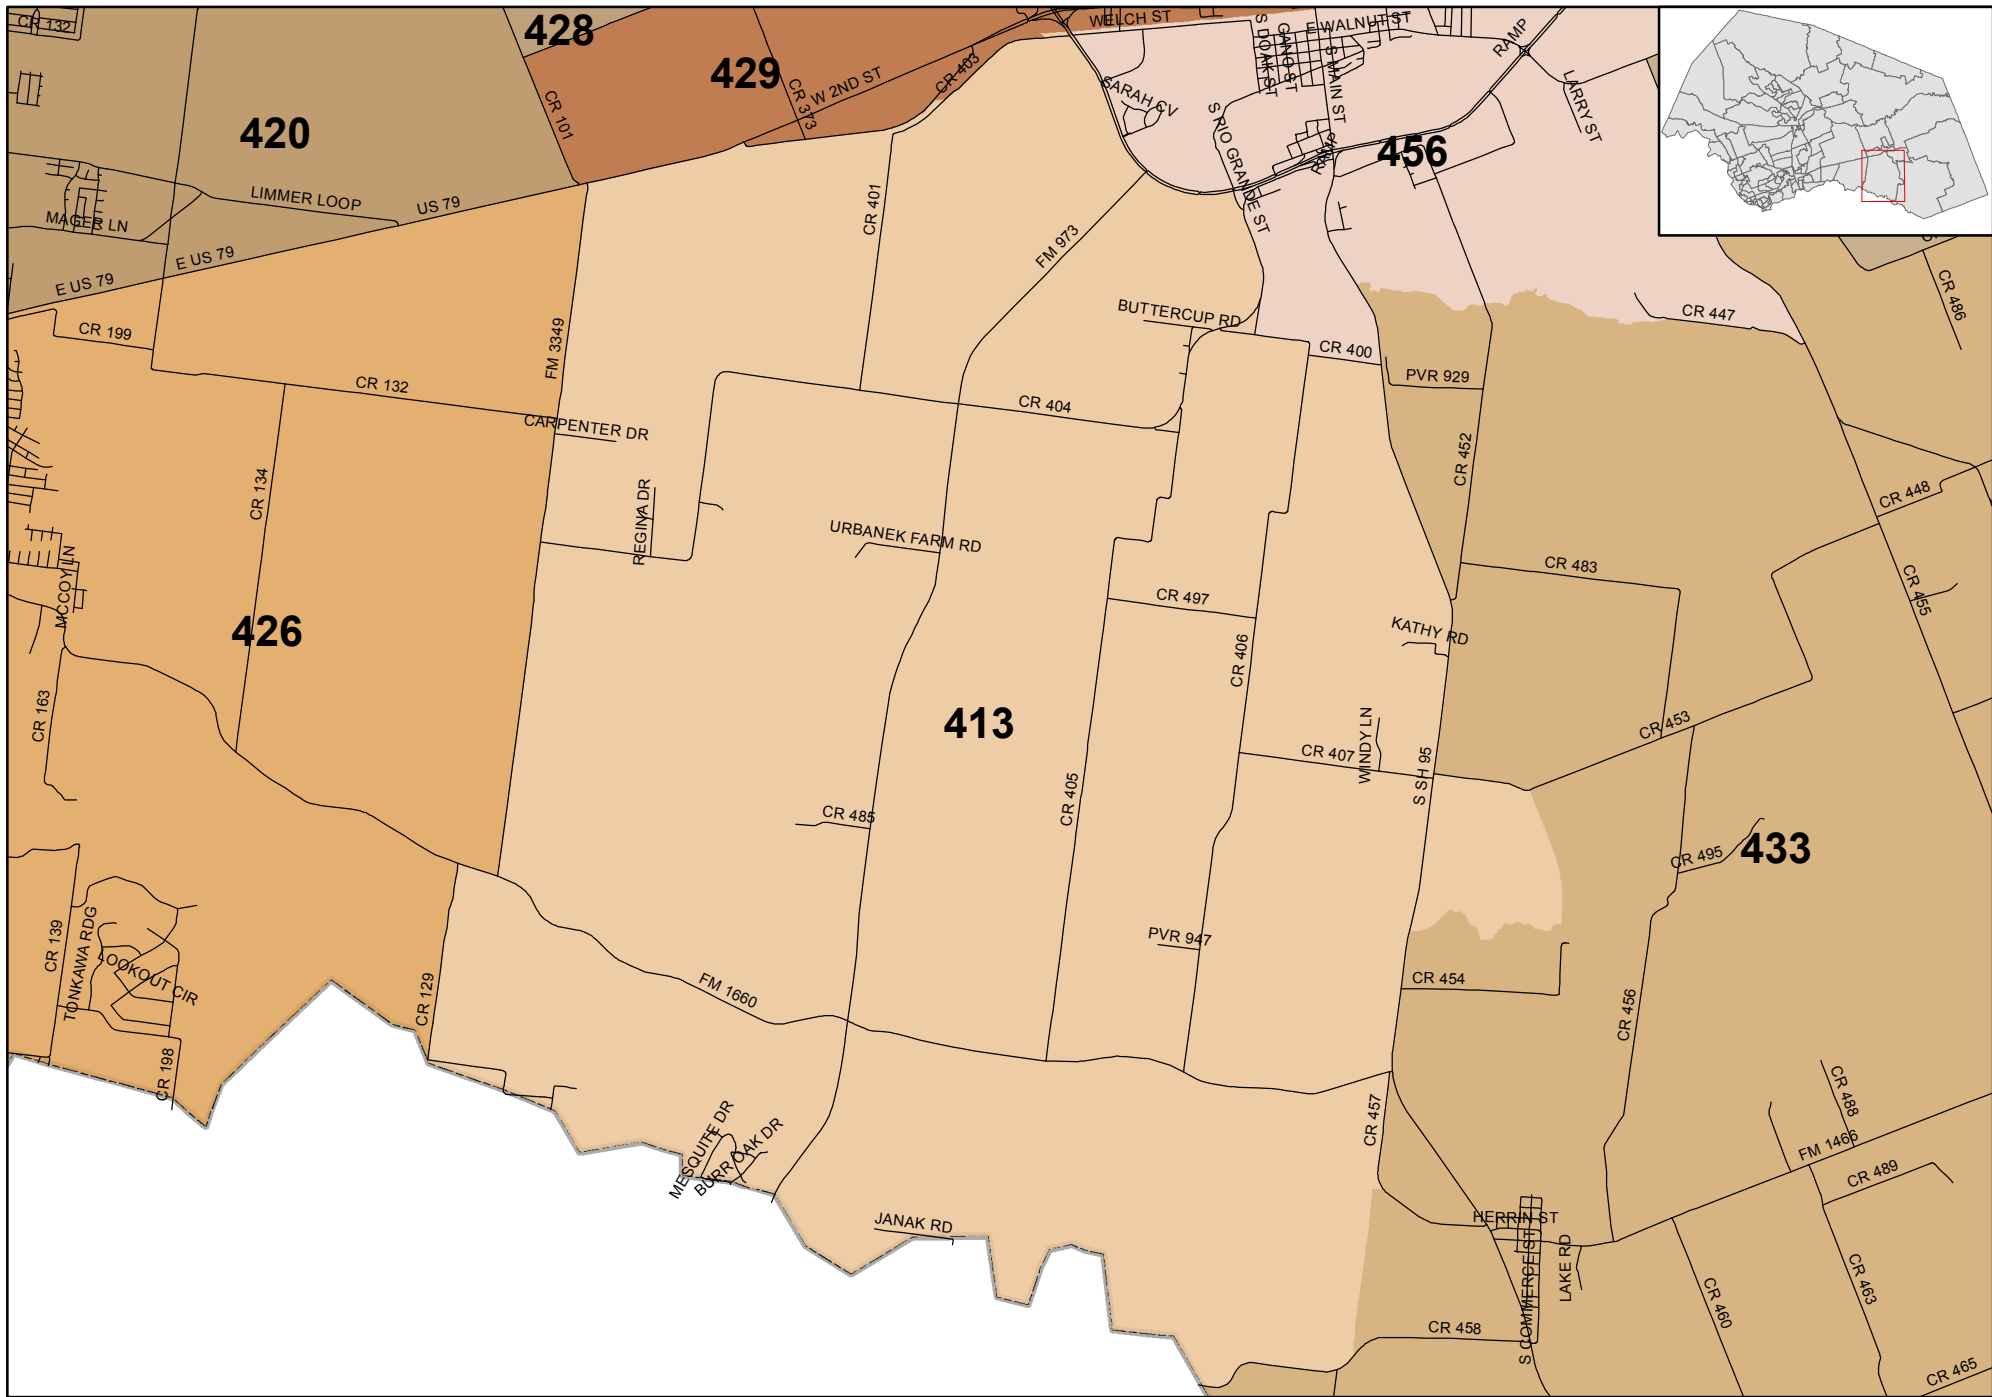 CR 132
428
WELCH ST
S DOAK ST
GANO ST
E WALNUT ST
S MAIN ST
RAMP
429
W 2ND ST
CR 373
CR 403
CR 101
SARAH CV
LARRY ST
420
S RIO GRANDE ST
RAMP
456
LIMMER LOOP
US 79
MAGER LN
E US 79
E US 79
CR 401
FM 973
CR 486
CR 199
FM 3349
BUTTERCUP RD
CR 447
CR 400
CR 132
PVR 929
CR 404
CARPENTER DR
CR 134
CR 452
REGINA DR
CR 448
URBANEK FARM RD
CR 483
MCCOY LN
CR 497
CR 455
426
KATHY RD
CR 406
CR 163
413
WINDY LN
CR 453
CR 407
S SH 95
CR 405
CR 485
433
CR 495
CR 139
TONKAWA RDG
LOOKOUT CIR
PVR 947
CR 129
FM 1660
CR 454
CR 456
CR 198
MESQUITE DR
BURR OAK DR
CR 457
CR 488
FM 1466
CR 489
JANAK RD
HERRIN ST
S COMMERCE ST
LAKE RD
CR 463
CR 460
CR 458
CR 465